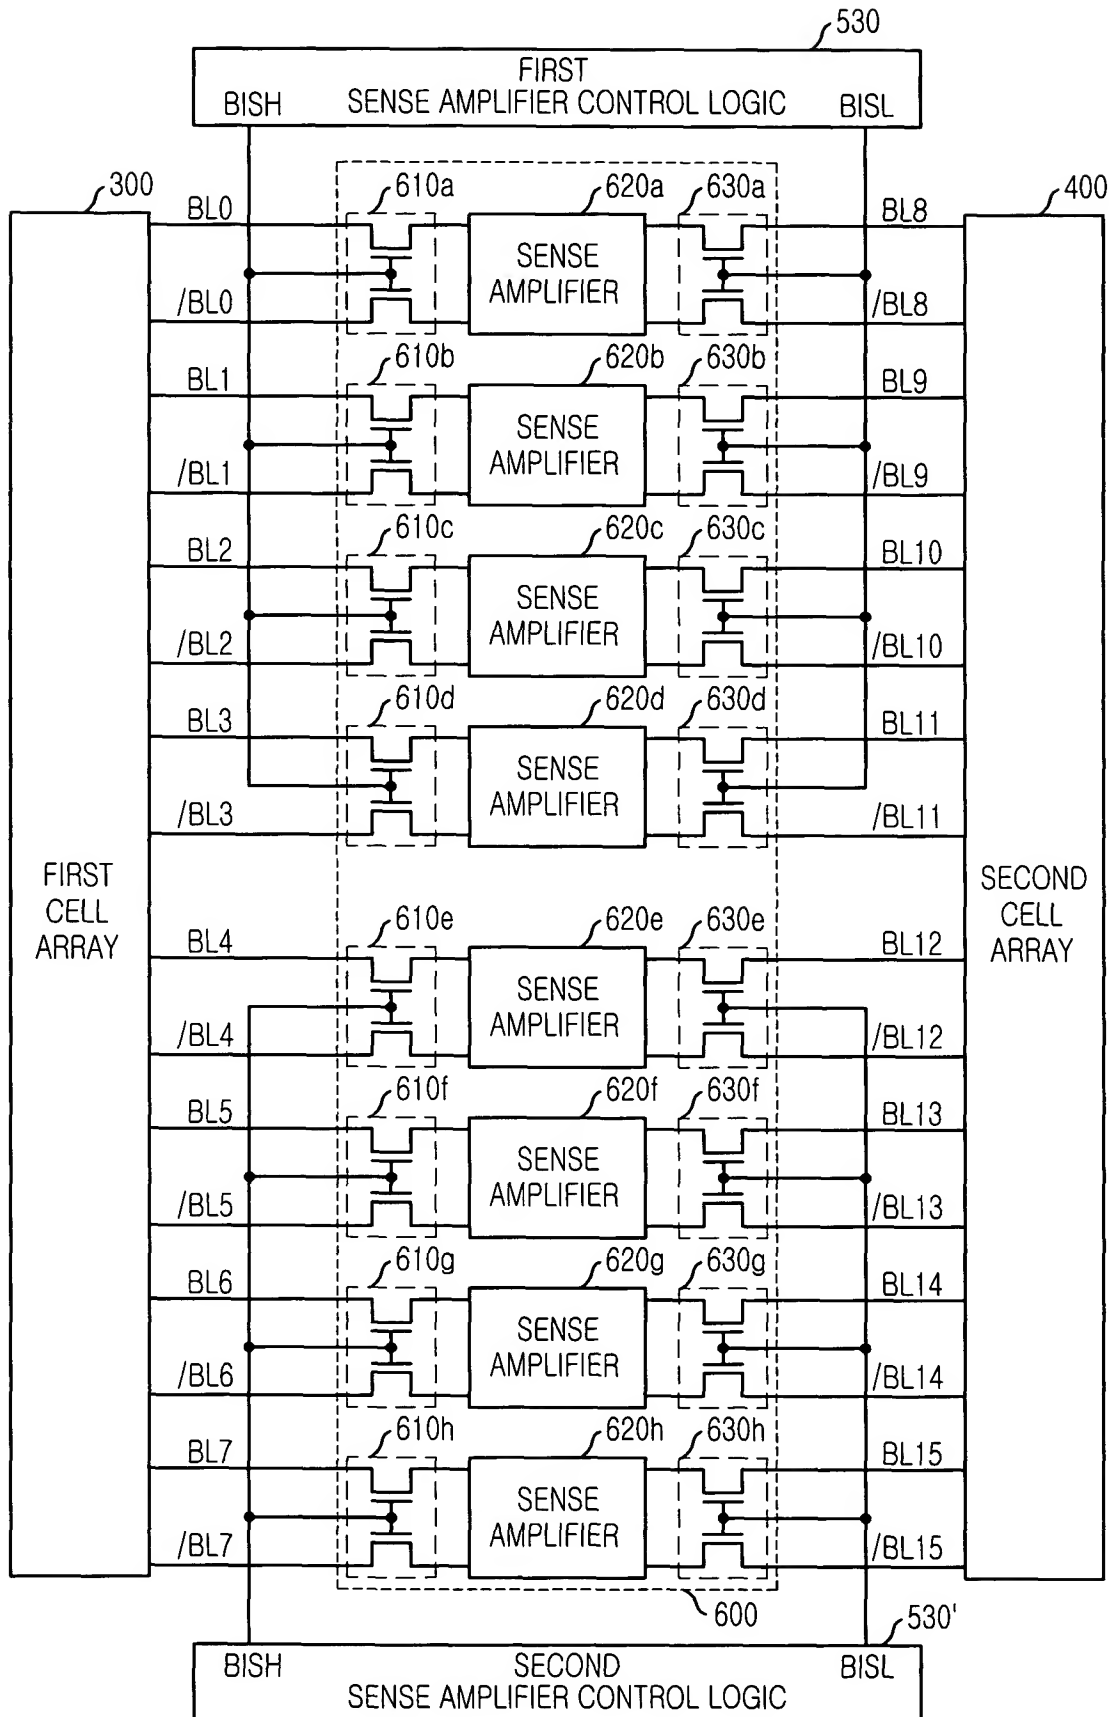 530
FIRST
BISH SENSE AMPLIFIER CONTROL LOGIC BISL
300 610a 620a 630a 400
BL0 BL8
SENSE
AMPLIFIER
/BL0 /BL8
610b 620b 630b
BL1 BL9
SENSE
AMPLIFIER
/BL1 /BL9
610c 620c 630c
BL2 BL10
SENSE
AMPLIFIER
/BL2 /BL10
610d 620d 630d
BL3 BL11
SENSE
AMPLIFIER
/BL3 /BL11
FIRST
CELL
ARRAY
SECOND
CELL
ARRAY
610e 620e 630e
BL4 BL12
SENSE
AMPLIFIER
/BL4 /BL12
610f 620f 630f
BL5 BL13
SENSE
AMPLIFIER
/BL5 /BL13
610g 620g 630g
BL6 BL14
SENSE
AMPLIFIER
/BL6 /BL14
610h 620h 630h
BL7 BL15
SENSE
AMPLIFIER
/BL7 /BL15
600
530'
BISH SECOND BISL
SENSE AMPLIFIER CONTROL LOGIC